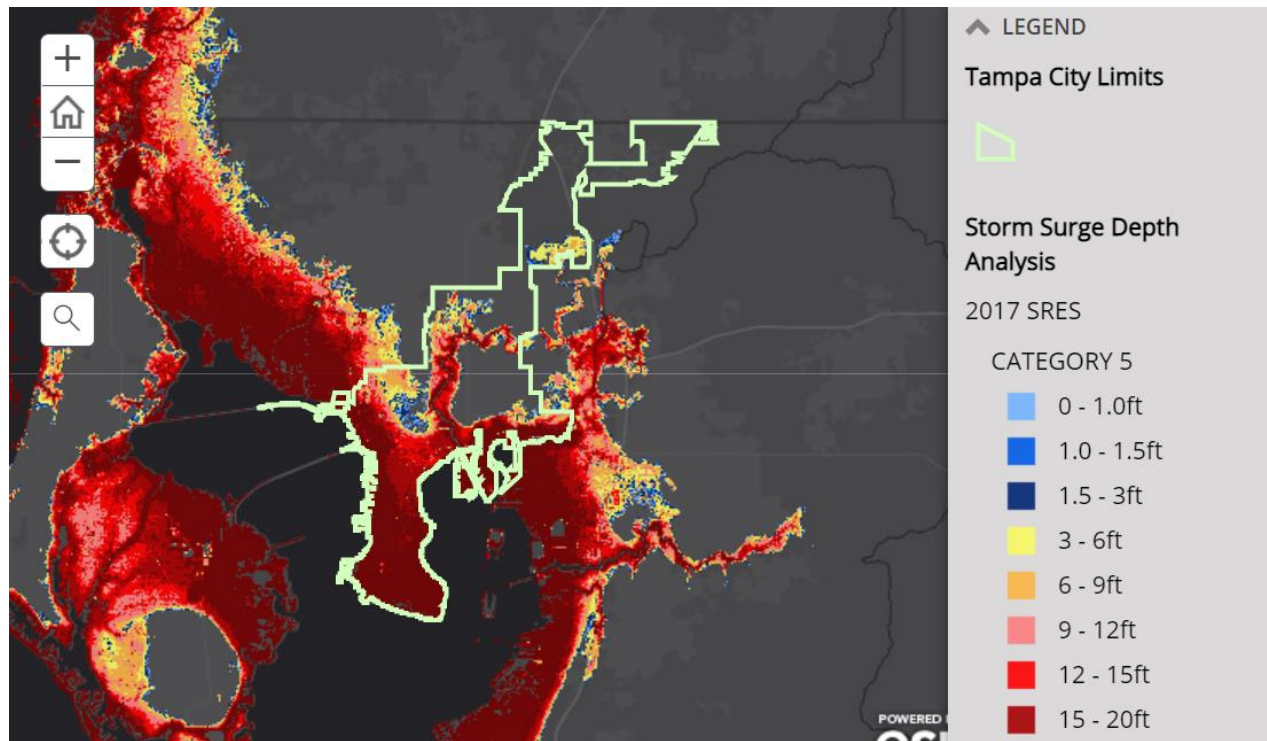 LEGEND
Tampa City Limits
Storm Surge Depth
Analysis
2017 SRES
CATEGORY 5
0 - 1.0ft
1.0 - 1.5ft
1.5 - 3ft
3 - 6ft
6 - 9ft
9 - 12ft
12 - 15ft
15 - 20ft
POWERED